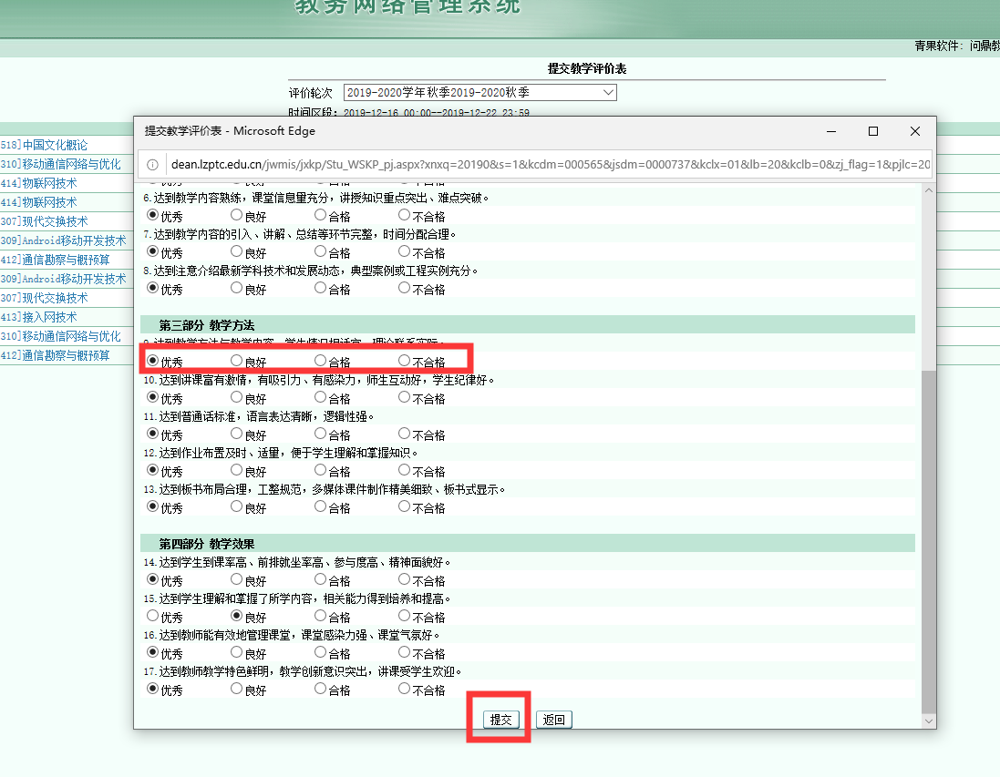 教务网络管理系统
青果软件: 问鼎教
提交教学评价表
评价轮次 2019-2020学年秋季2019-2020秋季
时间区段: 2019-12-16 00:00--2019-12-22 23:59
518]中国文化概论
310]移动通信网络与优化
414]物联网技术
414]物联网技术
307]现代交换技术
309]Android移动开发技术
412]通信勘察与概预算
309]Android移动开发技术
307]现代交换技术
413]接入网技术
310]移动通信网络与优化
412]通信勘察与概预算
提交教学评价表 - Microsoft Edge
dean.lzptc.edu.cn/jwmis/jxkp/Stu_WSKP_pj.aspx?xnxq=20190&s=1&kcdm=000565&jsdm=0000737&kclx=01&lb=20&kclb=0&zj_flag=1&pjlc=20
6.达到教学内容熟练，课堂信息量充分，讲授知识重点突出、难点突破。
优秀 良好 合格 不合格
7.达到教学内容的引入、讲解、总结等环节完整，时间分配合理。
优秀 良好 合格 不合格
8.达到注意介绍最新学科技术和发展动态，典型案例或工程实例充分。
优秀 良好 合格 不合格
第三部分 教学方法
9.达到教学方法与教学内容、学生情况相适宜，理论联系实际。
优秀 良好 合格 不合格
10.达到讲课富有激情，有吸引力、有感染力，师生互动好，学生纪律好。
优秀 良好 合格 不合格
11.达到普通话标准，语言表达清晰，逻辑性强。
优秀 良好 合格 不合格
12.达到作业布置及时、适量，便于学生理解和掌握知识。
优秀 良好 合格 不合格
13.达到板书布局合理，工整规范，多媒体课件制作精美细致、板书式显示。
优秀 良好 合格 不合格
第四部分 教学效果
14.达到学生到课率高、前排就坐率高、参与度高、精神面貌好。
优秀 良好 合格 不合格
15.达到学生理解和掌握了所学内容，相关能力得到培养和提高。
优秀 良好 合格 不合格
16.达到教师能有效地管理课堂，课堂感染力强、课堂气氛好。
优秀 良好 合格 不合格
17.达到教师教学特色鲜明，教学创新意识突出，讲课受学生欢迎。
优秀 良好 合格 不合格
提交 返回